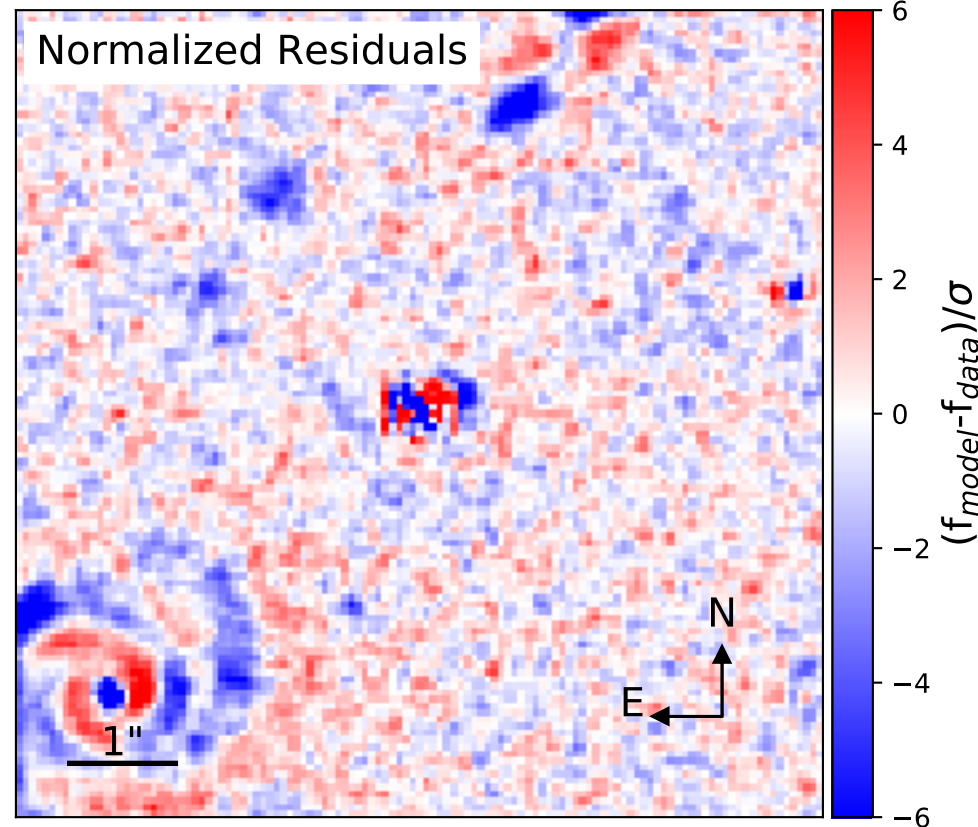 Normalized Residuals
6
4
2
0
−2
−4
−6
(f_model-f_data)/σ
N
E
1"